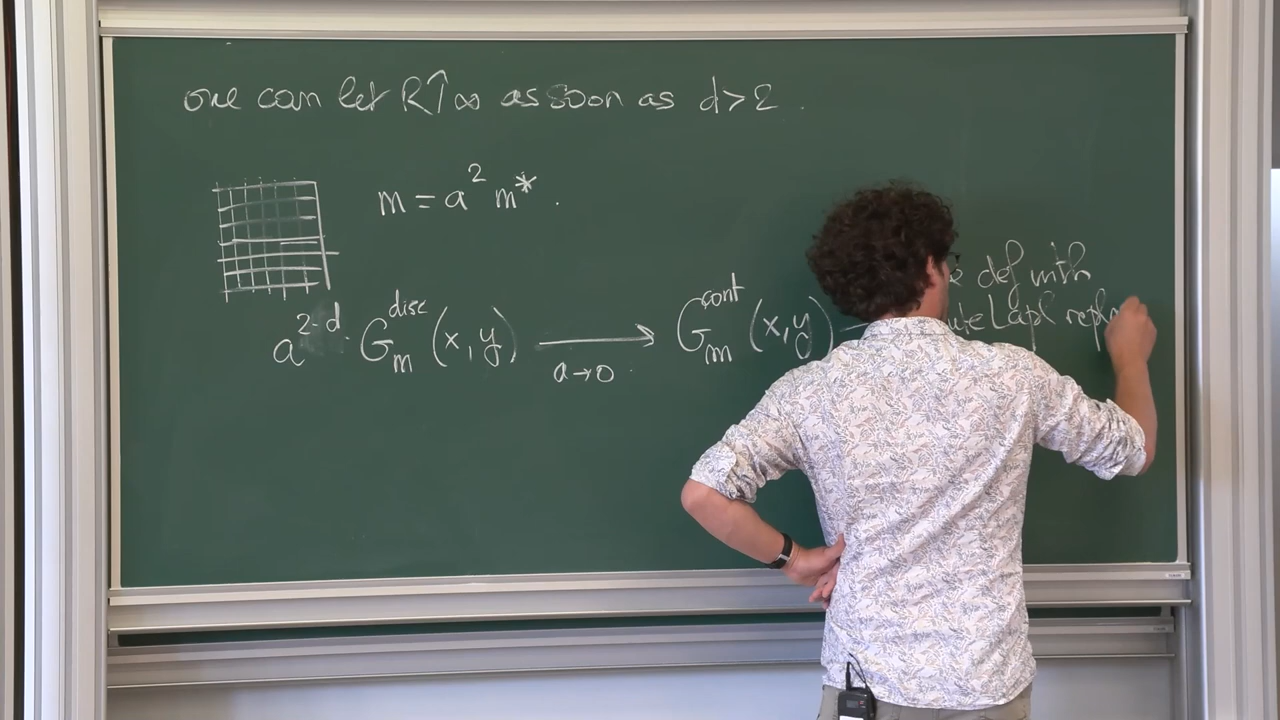 one can let R↑∞ as soon as d>2.
m = a² m* .
a^{2-d} · G_m^{disc} (x,y) ⟶_{a→0} G_m^{cont} (x,y)
def with
Lapl